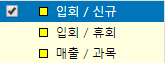 입회 / 신규
입회 / 휴회
매출 / 과목